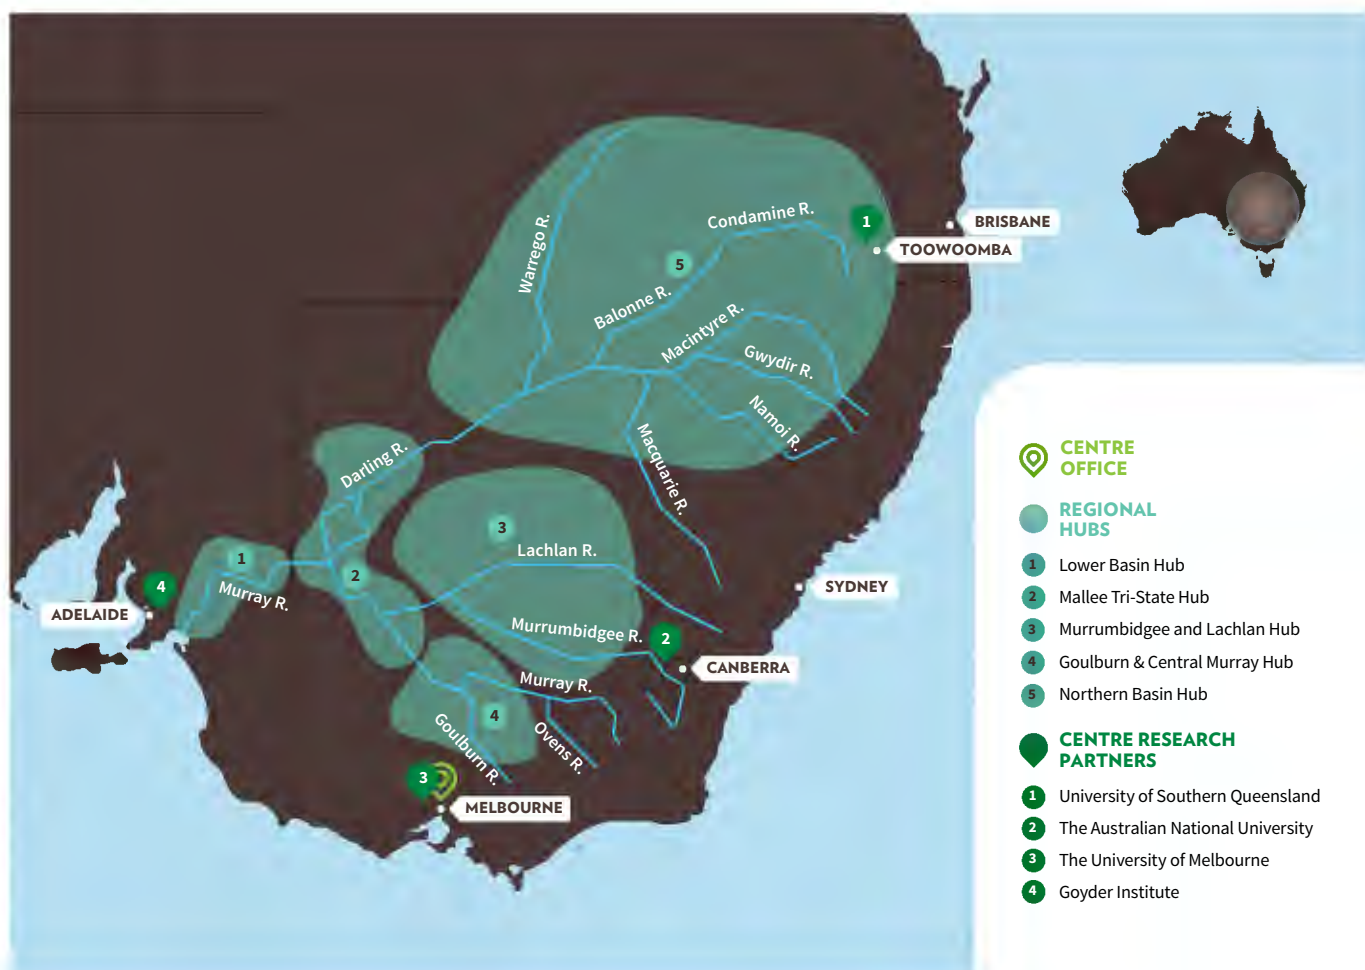 Warrego R.
Condamine R.
1
BRISBANE
TOOWOOMBA
5
Balonne R.
Macintyre R.
Gwydir R.
Namoi R.
Macquarie R.
Darling R.
3
Lachlan R.
1
2
4
Murray R.
SYDNEY
ADELAIDE
Murrumbidgee R.
2
CANBERRA
Murray R.
4
Goulburn R.
Ovens R.
3
MELBOURNE
CENTRE
OFFICE
REGIONAL
HUBS
1 Lower Basin Hub
2 Mallee Tri-State Hub
3 Murrumbidgee and Lachlan Hub
4 Goulburn & Central Murray Hub
5 Northern Basin Hub
CENTRE RESEARCH
PARTNERS
1 University of Southern Queensland
2 The Australian National University
3 The University of Melbourne
4 Goyder Institute